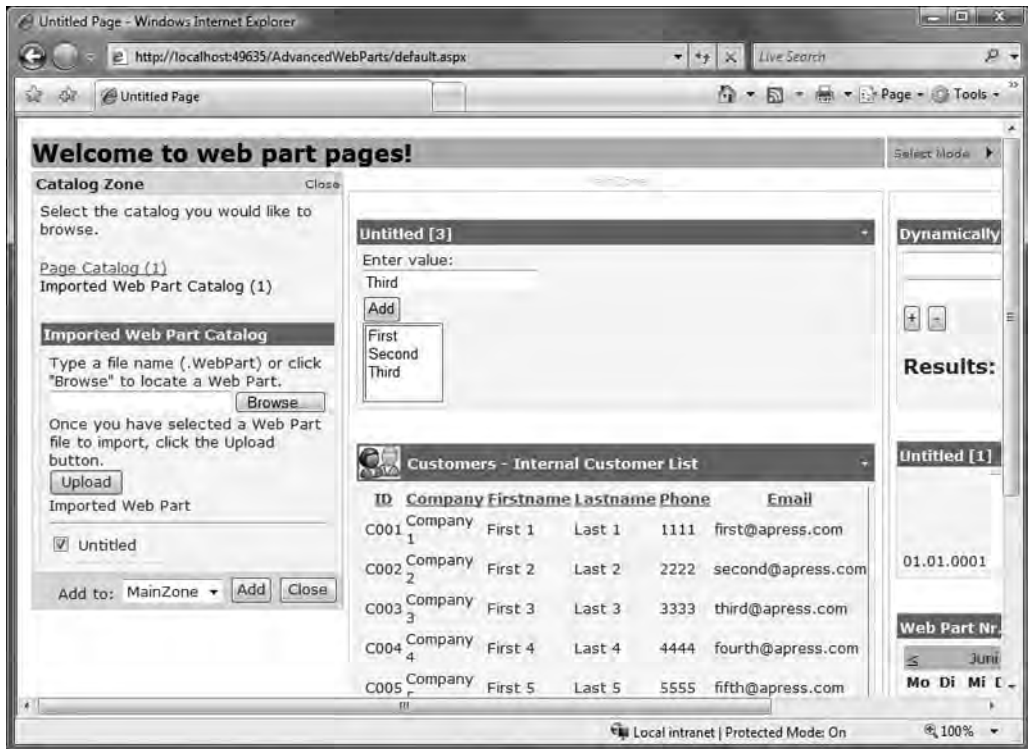 Untitled Page - Windows Internet Explorer
http://localhost:49635/AdvancedWebParts/default.aspx
Live Search
Untitled Page
Page
Tools
Welcome to web part pages!
Select Mode
Catalog Zone
Close
Select the catalog you would like to
browse.
Page Catalog (1)
Imported Web Part Catalog (1)
Imported Web Part Catalog
Type a file name (.WebPart) or click
"Browse" to locate a Web Part.
Browse...
Once you have selected a Web Part
file to import, click the Upload
button.
Upload
Imported Web Part
Untitled
Add to:
MainZone
Add
Close
MainZone
Untitled [3]
Enter value:
Third
Add
First
Second
Third
Customers - Internal Customer List
ID Company Firstname Lastname Phone Email
C001 Company 1 First 1 Last 1 1111 first@apress.com
C002 Company 2 First 2 Last 2 2222 second@apress.com
C003 Company 3 First 3 Last 3 3333 third@apress.com
C004 Company 4 First 4 Last 4 4444 fourth@apress.com
C005 Company First 5 Last 5 5555 fifth@apress.com
Dynamically
+ -
Results:
Untitled [1]
01.01.0001
Web Part Nr.
< Juni
Mo Di Mi
Local intranet | Protected Mode: On
100%